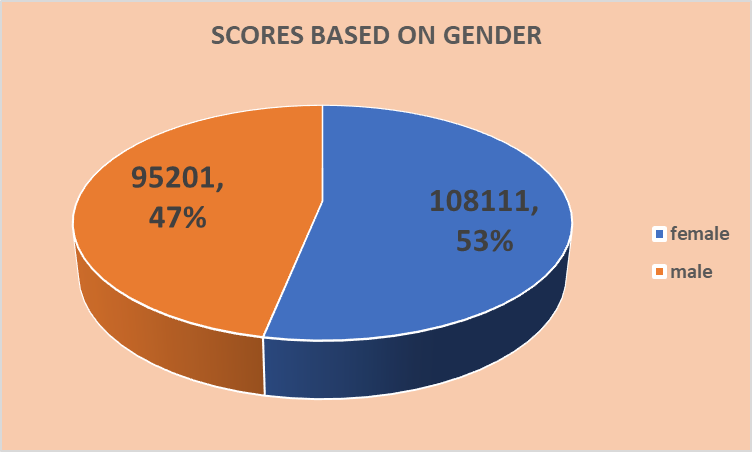 SCORES BASED ON GENDER
95201,
47%
108111,
53%
female
male